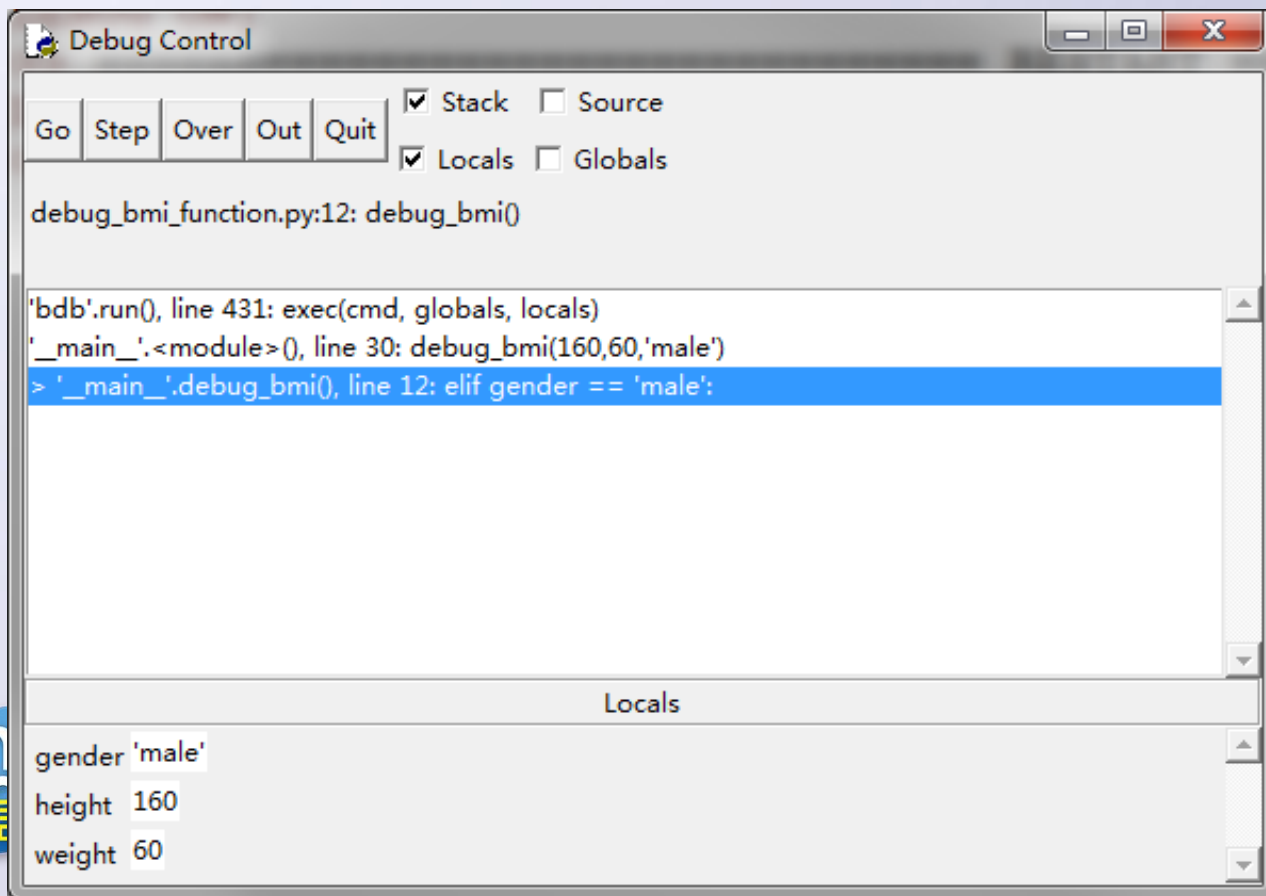 Debug Control
Go Step Over Out Quit
Stack Source
Locals Globals
debug_bmi_function.py:12: debug_bmi()
'bdb'.run(), line 431: exec(cmd, globals, locals)
'__main__'.<module>(), line 30: debug_bmi(160,60,'male')
> '__main__'.debug_bmi(), line 12: elif gender == 'male':
Locals
gender 'male'
height 160
weight 60